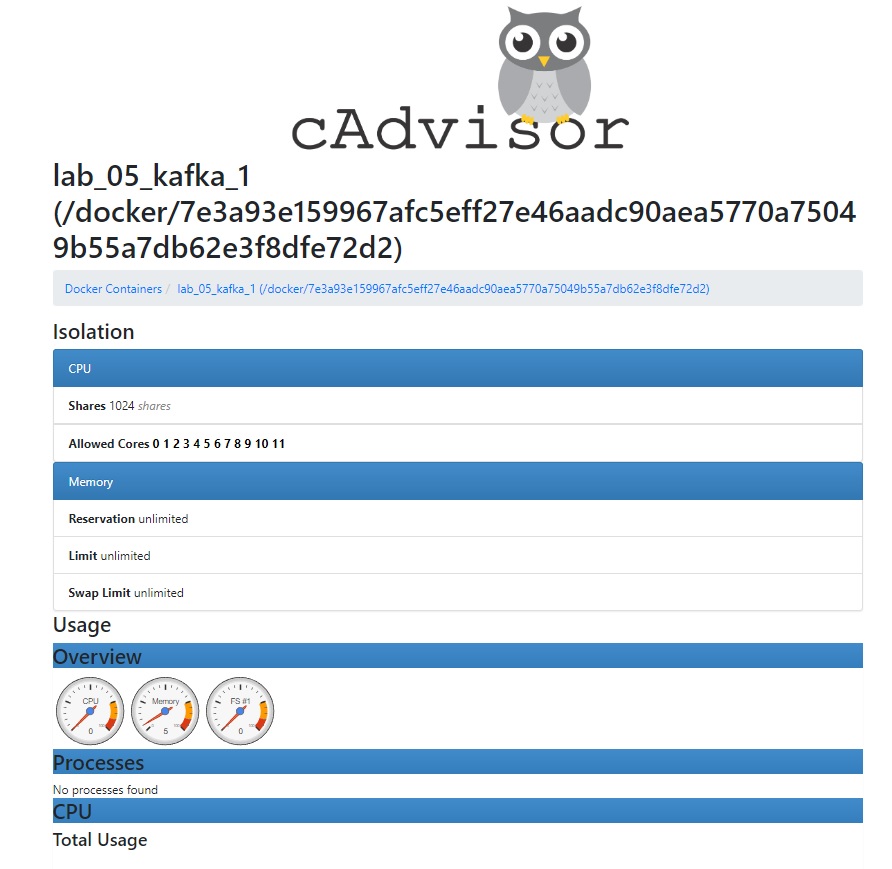 cAdvisor
lab_05_kafka_1
(/docker/7e3a93e159967afc5eff27e46aadc90aea5770a7504
9b55a7db62e3f8dfe72d2)
Docker Containers / lab_05_kafka_1 (/docker/7e3a93e159967afc5eff27e46aadc90aea5770a75049b55a7db62e3f8dfe72d2)
Isolation
CPU
Shares 1024 shares
Allowed Cores 0 1 2 3 4 5 6 7 8 9 10 11
Memory
Reservation unlimited
Limit unlimited
Swap Limit unlimited
Usage
Overview
CPU Memory FS #1
0 5 0
Processes
No processes found
CPU
Total Usage